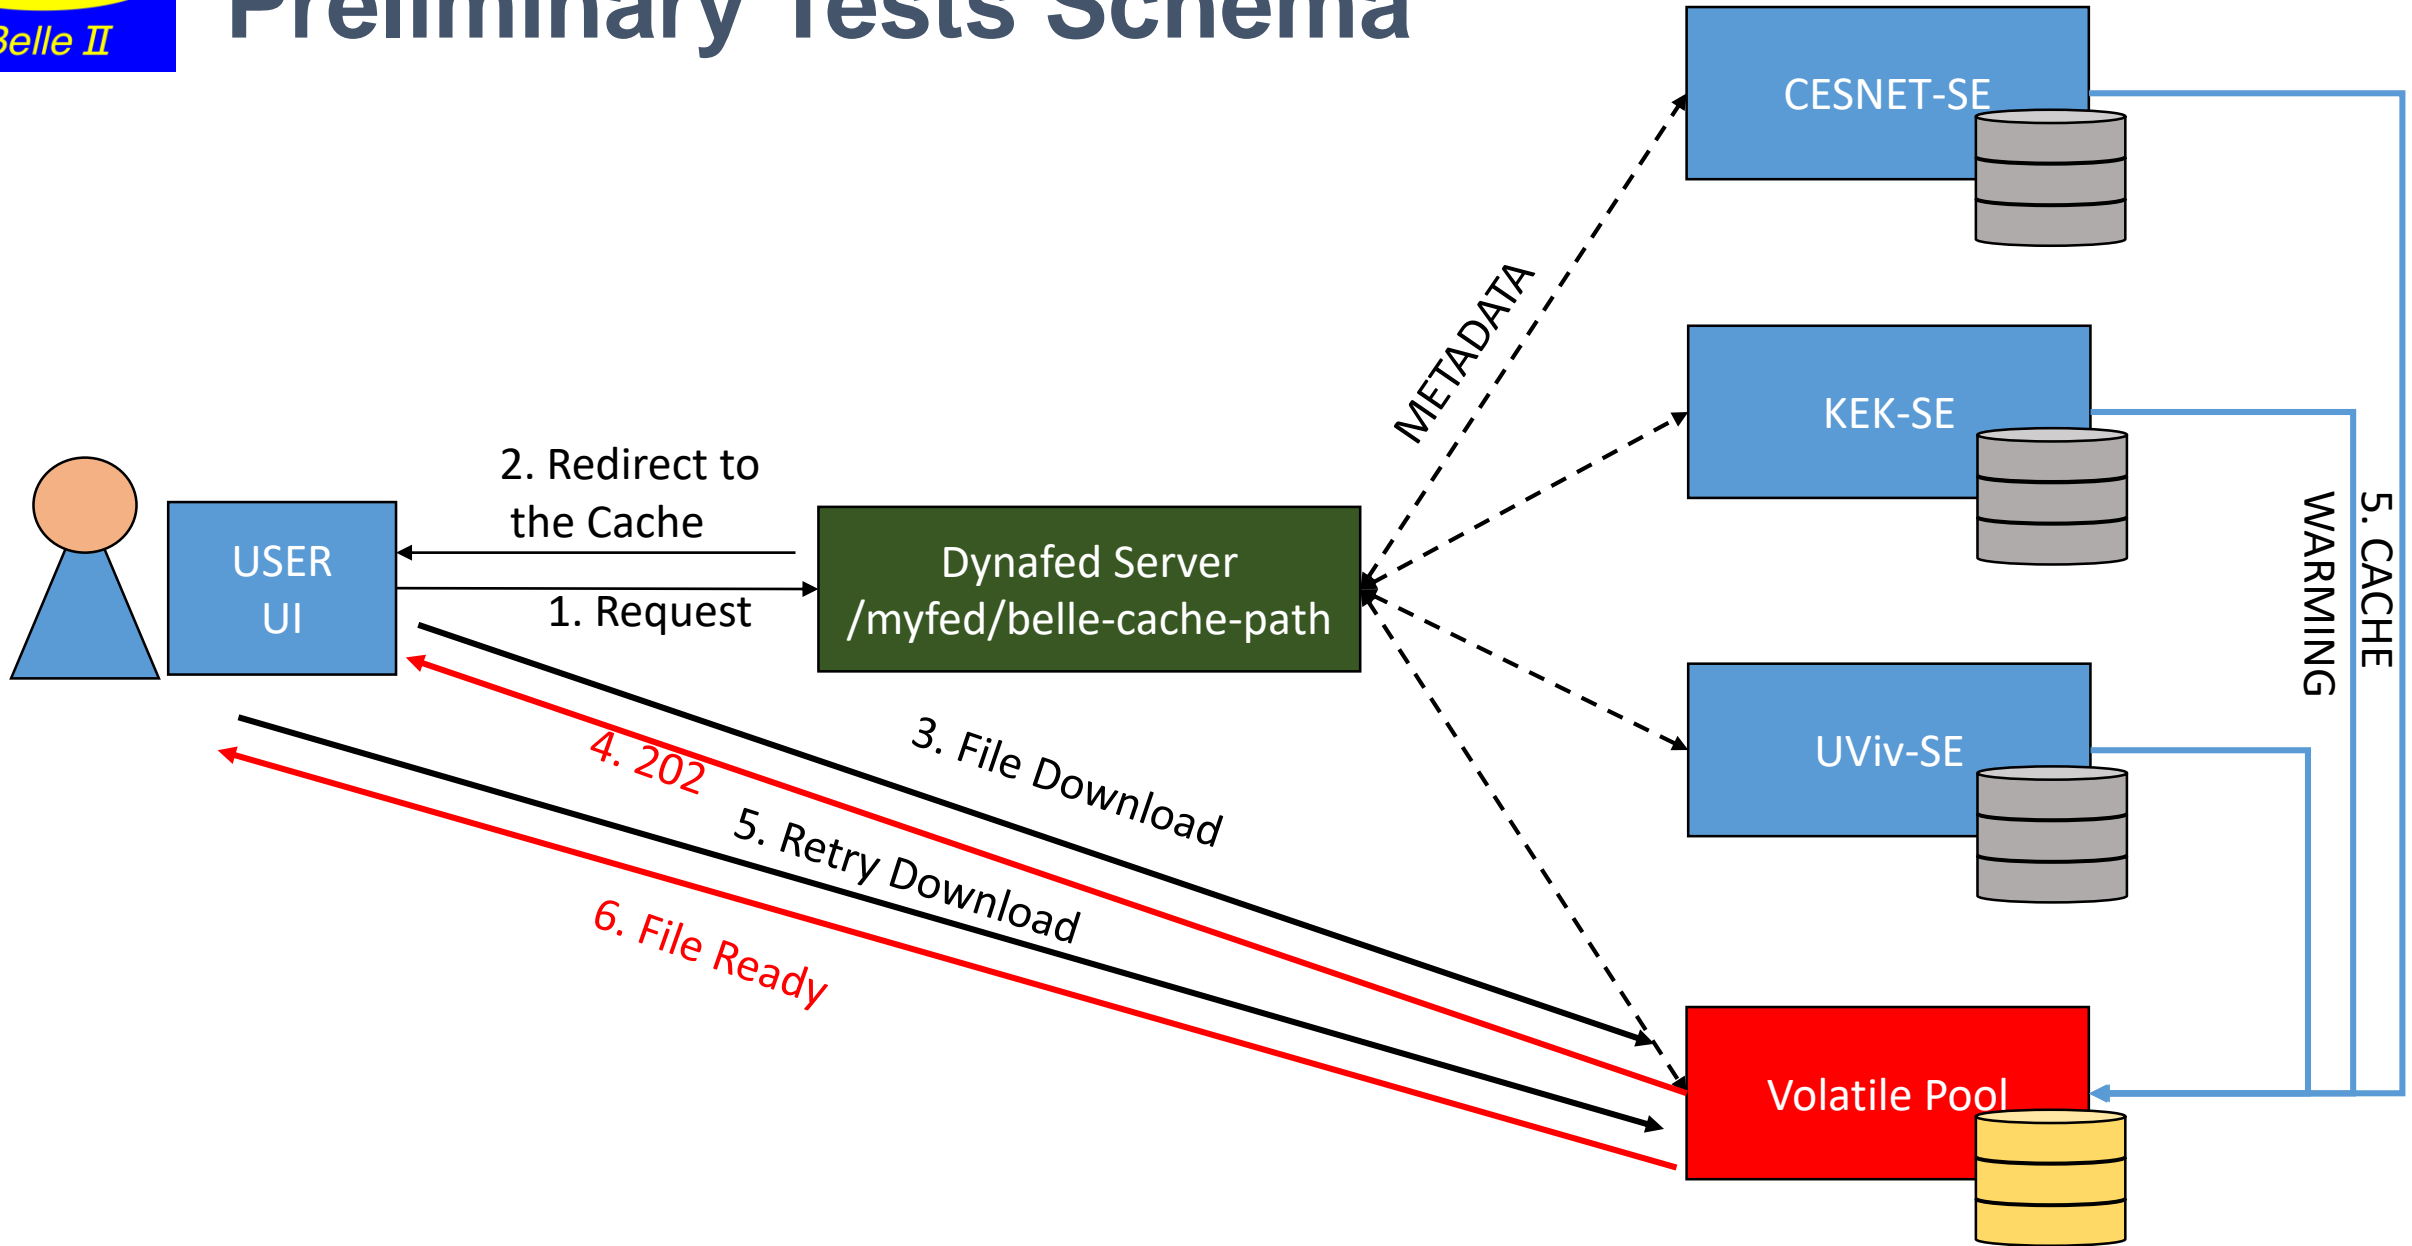 Belle II
Preliminary Tests Schema
CESNET-SE
METADATA
KEK-SE
2. Redirect to
the Cache
USER
UI
1. Request
Dynafed Server
/myfed/belle-cache-path
5. CACHE
WARMING
3. File Download
4. 202
UViv-SE
5. Retry Download
6. File Ready
Volatile Pool